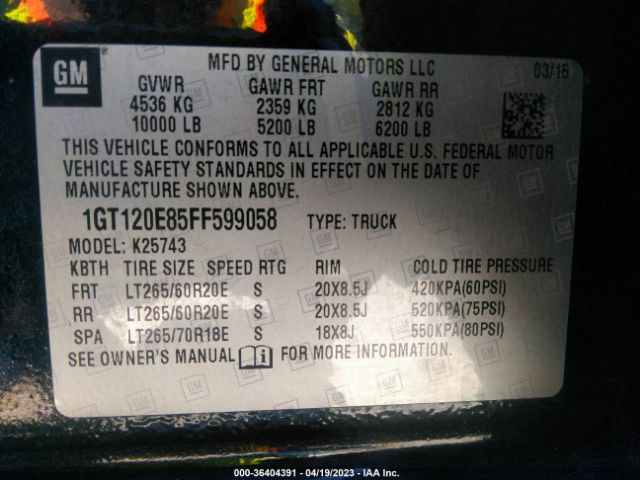 GM
MFD BY GENERAL MOTORS LLC 03/15
GVWR GAWR FRT GAWR RR
4536 KG 2359 KG 2812 KG
10000 LB 5200 LB 6200 LB
THIS VEHICLE CONFORMS TO ALL APPLICABLE U.S. FEDERAL MOTOR
VEHICLE SAFETY STANDARDS IN EFFECT ON THE DATE OF
MANUFACTURE SHOWN ABOVE.
1GT120E85FF599058 TYPE: TRUCK
MODEL: K25743
KBTH TIRE SIZE SPEED RTG RIM COLD TIRE PRESSURE
FRT LT265/60R20E S 20X8.5J 420KPA(60PSI)
RR LT265/60R20E S 20X8.5J 520KPA(75PSI)
SPA LT265/70R18E S 18X8J 550KPA(80PSI)
SEE OWNER'S MANUAL FOR MORE INFORMATION.
000-36404391 - 04/19/2023 - IAA Inc.